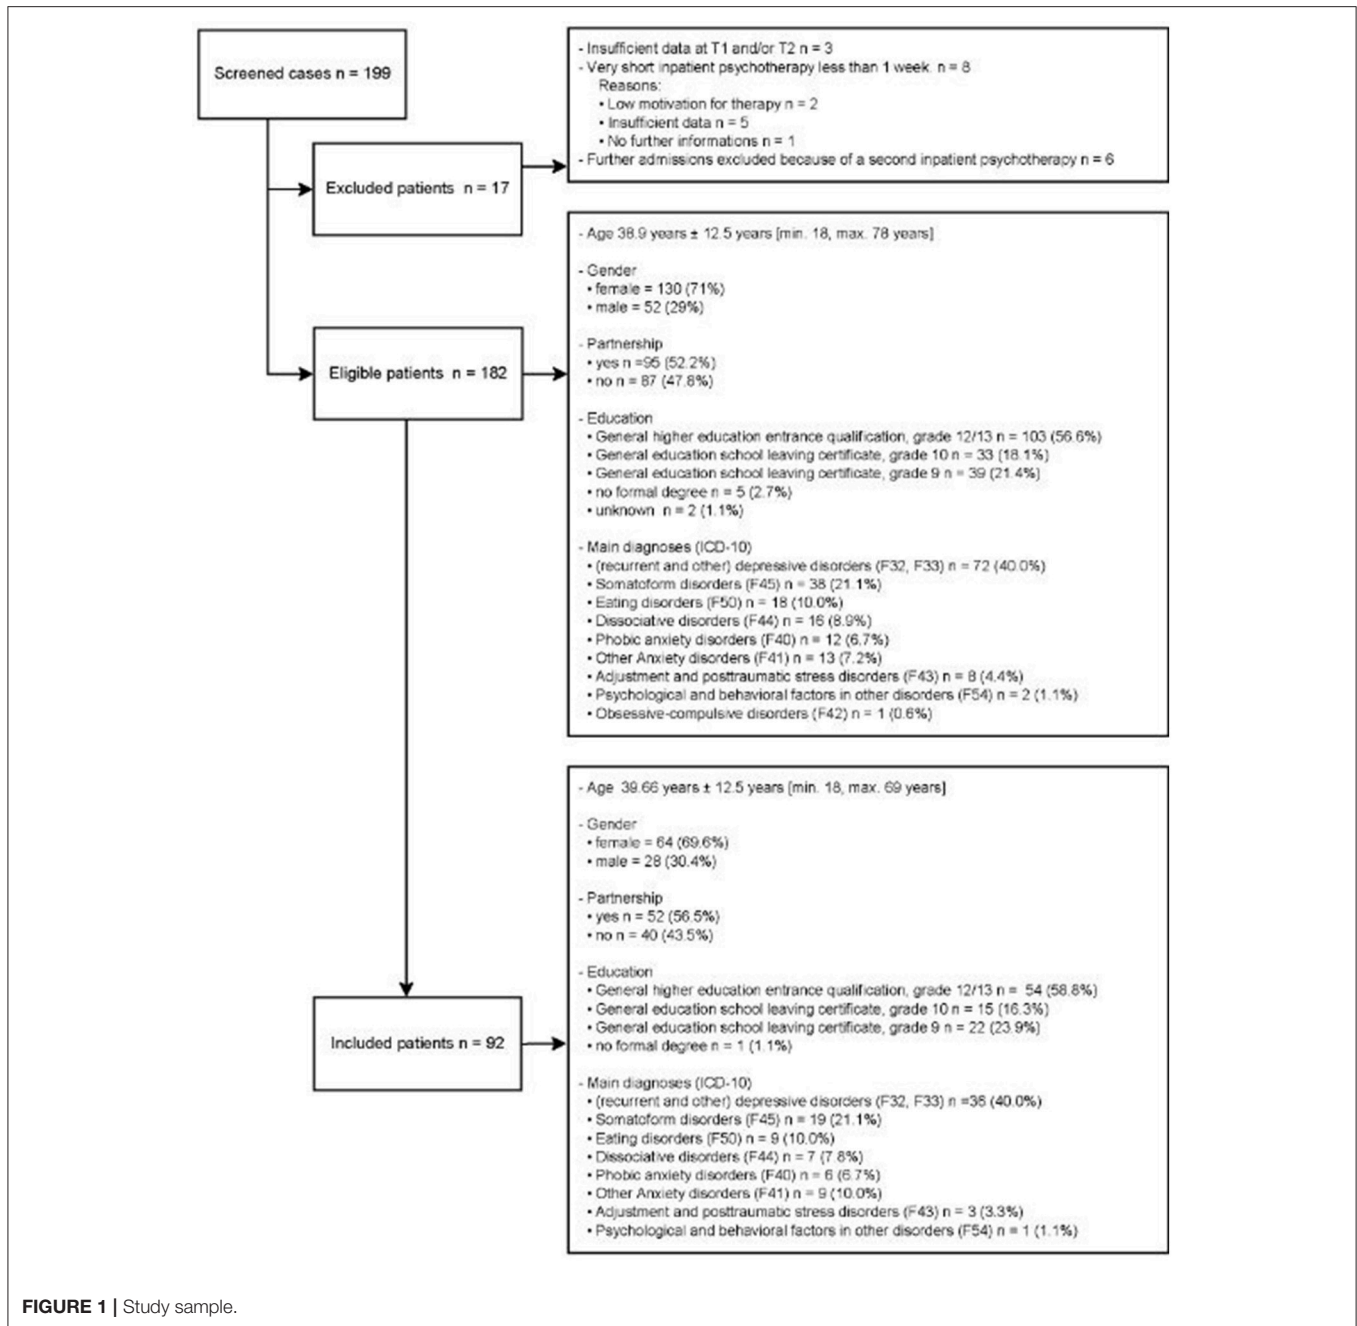 Screened cases n = 199
- Insufficient data at T1 and/or T2 n = 3
- Very short inpatient psychotherapy less than 1 week. n = 8
Reasons:
• Low motivation for therapy n = 2
• Insufficient data n = 5
• No further informations n = 1
- Further admissions excluded because of a second inpatient psychotherapy n = 6
Excluded patients n = 17
Eligible patients n = 182
- Age 38.9 years ± 12.5 years [min. 18, max. 78 years]
- Gender
• female = 130 (71%)
• male = 52 (29%)
- Partnership
• yes n =95 (52.2%)
• no n = 87 (47.8%)
- Education
• General higher education entrance qualification, grade 12/13 n = 103 (56.6%)
• General education school leaving certificate, grade 10 n = 33 (18.1%)
• General education school leaving certificate, grade 9 n = 39 (21.4%)
• no formal degree n = 5 (2.7%)
• unknown n = 2 (1.1%)
- Main diagnoses (ICD-10)
• (recurrent and other) depressive disorders (F32, F33) n = 72 (40.0%)
• Somatoform disorders (F45) n = 38 (21.1%)
• Eating disorders (F50) n = 18 (10.0%)
• Dissociative disorders (F44) n = 16 (8.9%)
• Phobic anxiety disorders (F40) n = 12 (6.7%)
• Other Anxiety disorders (F41) n = 13 (7.2%)
• Adjustment and posttraumatic stress disorders (F43) n = 8 (4.4%)
• Psychological and behavioral factors in other disorders (F54) n = 2 (1.1%)
• Obsessive-compulsive disorders (F42) n = 1 (0.6%)
Included patients n = 92
- Age 39.66 years ± 12.5 years [min. 18, max. 69 years]
- Gender
• female = 64 (69.6%)
• male = 28 (30.4%)
- Partnership
• yes n = 52 (56.5%)
• no n = 40 (43.5%)
- Education
• General higher education entrance qualification, grade 12/13 n = 54 (58.8%)
• General education school leaving certificate, grade 10 n = 15 (16.3%)
• General education school leaving certificate, grade 9 n = 22 (23.9%)
• no formal degree n = 1 (1.1%)
- Main diagnoses (ICD-10)
• (recurrent and other) depressive disorders (F32, F33) n =36 (40.0%)
• Somatoform disorders (F45) n = 19 (21.1%)
• Eating disorders (F50) n = 9 (10.0%)
• Dissociative disorders (F44) n = 7 (7.8%)
• Phobic anxiety disorders (F40) n = 6 (6.7%)
• Other Anxiety disorders (F41) n = 9 (10.0%)
• Adjustment and posttraumatic stress disorders (F43) n = 3 (3.3%)
• Psychological and behavioral factors in other disorders (F54) n = 1 (1.1%)
FIGURE 1 | Study sample.